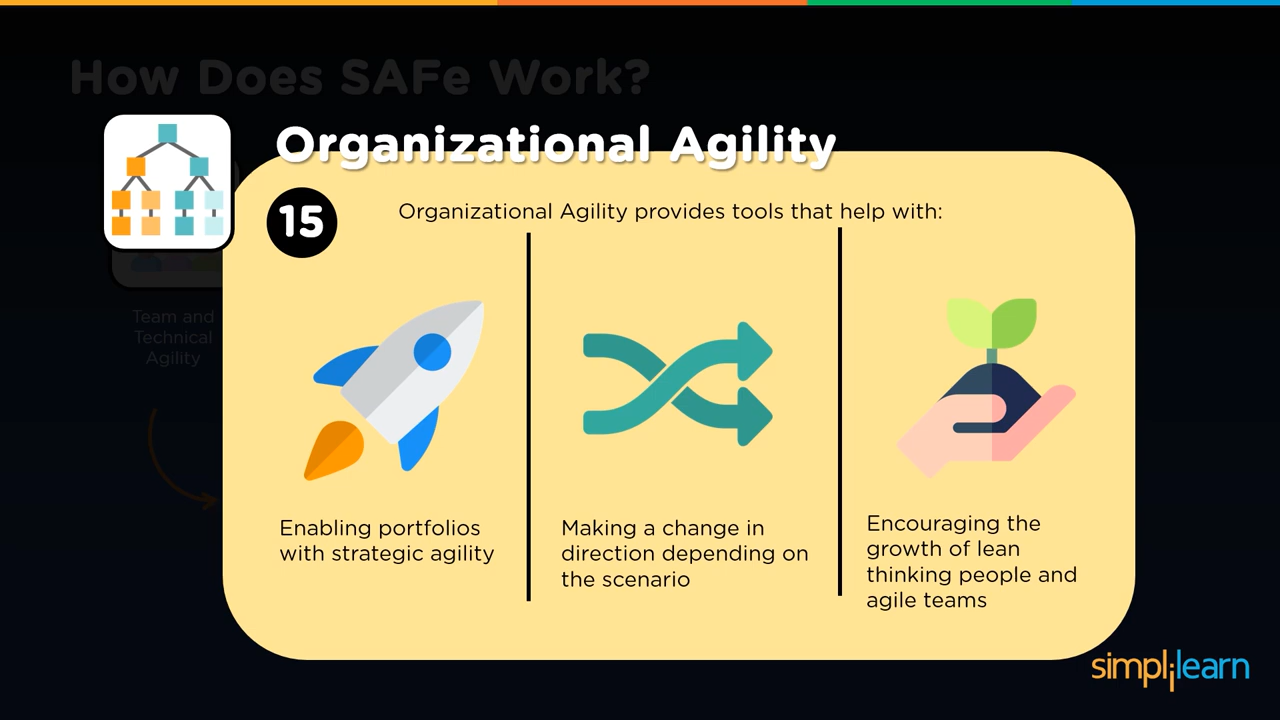 How Does SAFe Work?
Organizational Agility
15
Organizational Agility provides tools that help with:
Team and
Technical
Agility
Enabling portfolios
with strategic agility
Making a change in
direction depending on
the scenario
Encouraging the
growth of lean
thinking people and
agile teams
simplilearn